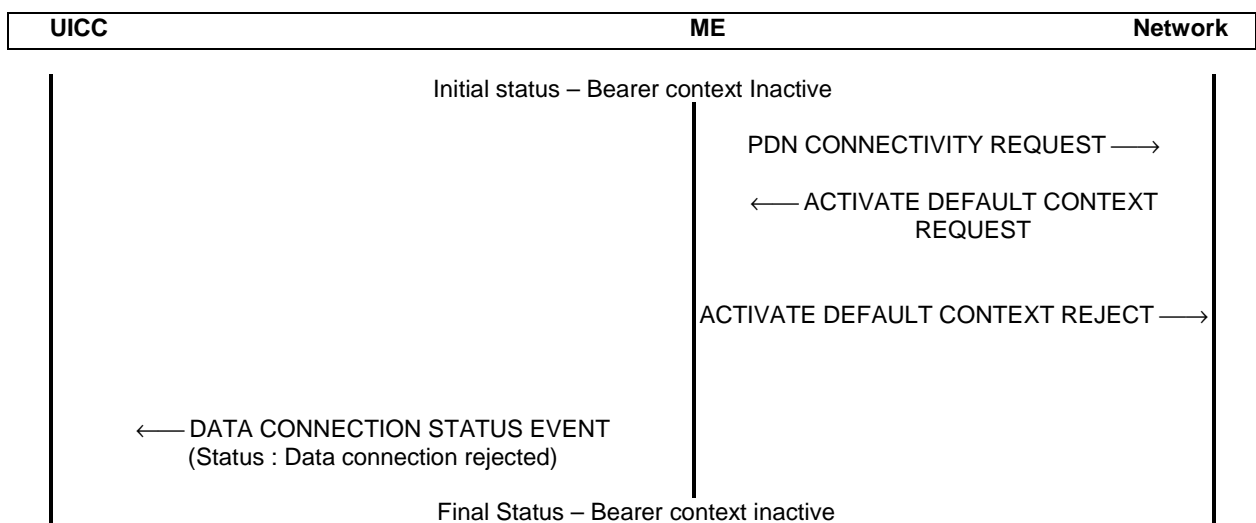 UICC ME Network
Initial status – Bearer context Inactive
PDN CONNECTIVITY REQUEST ⟶
⟵ ACTIVATE DEFAULT CONTEXT
REQUEST
ACTIVATE DEFAULT CONTEXT REJECT ⟶
⟵ DATA CONNECTION STATUS EVENT
(Status : Data connection rejected)
Final Status – Bearer context inactive